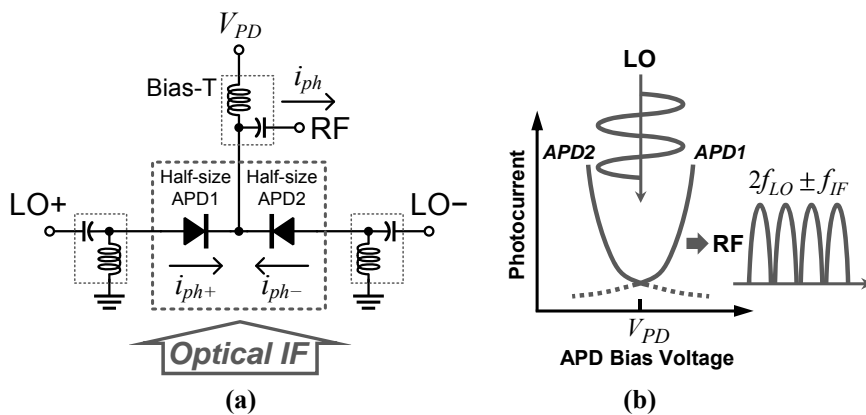 V_PD
Bias-T
i_ph
RF
Half-size
APD1
Half-size
APD2
LO+
LO−
i_ph+
i_ph−
Optical IF
(a)
LO
APD2
APD1
Photocurrent
2f_LO ± f_IF
RF
V_PD
APD Bias Voltage
(b)